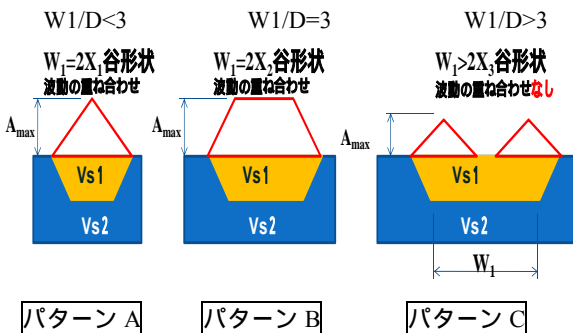 W1/D<3
W1/D=3
W1/D>3
W₁=2X₁谷形状
波動の重ね合わせ
W₁=2X₂谷形状
波動の重ね合わせ
W₁>2X₃谷形状
波動の重ね合わせなし
Amax
Amax
Amax
Vs1
Vs1
Vs1
Vs2
Vs2
Vs2
W₁
パターン A
パターン B
パターン C